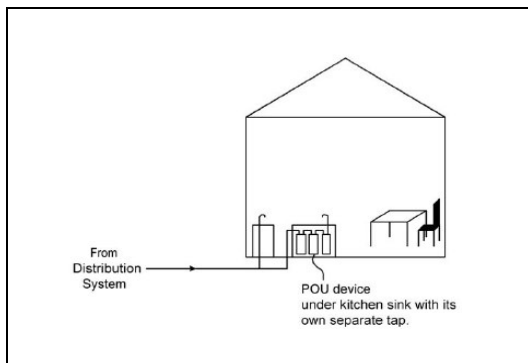 From
Distribution
System
POU device
under kitchen sink with its
own separate tap.